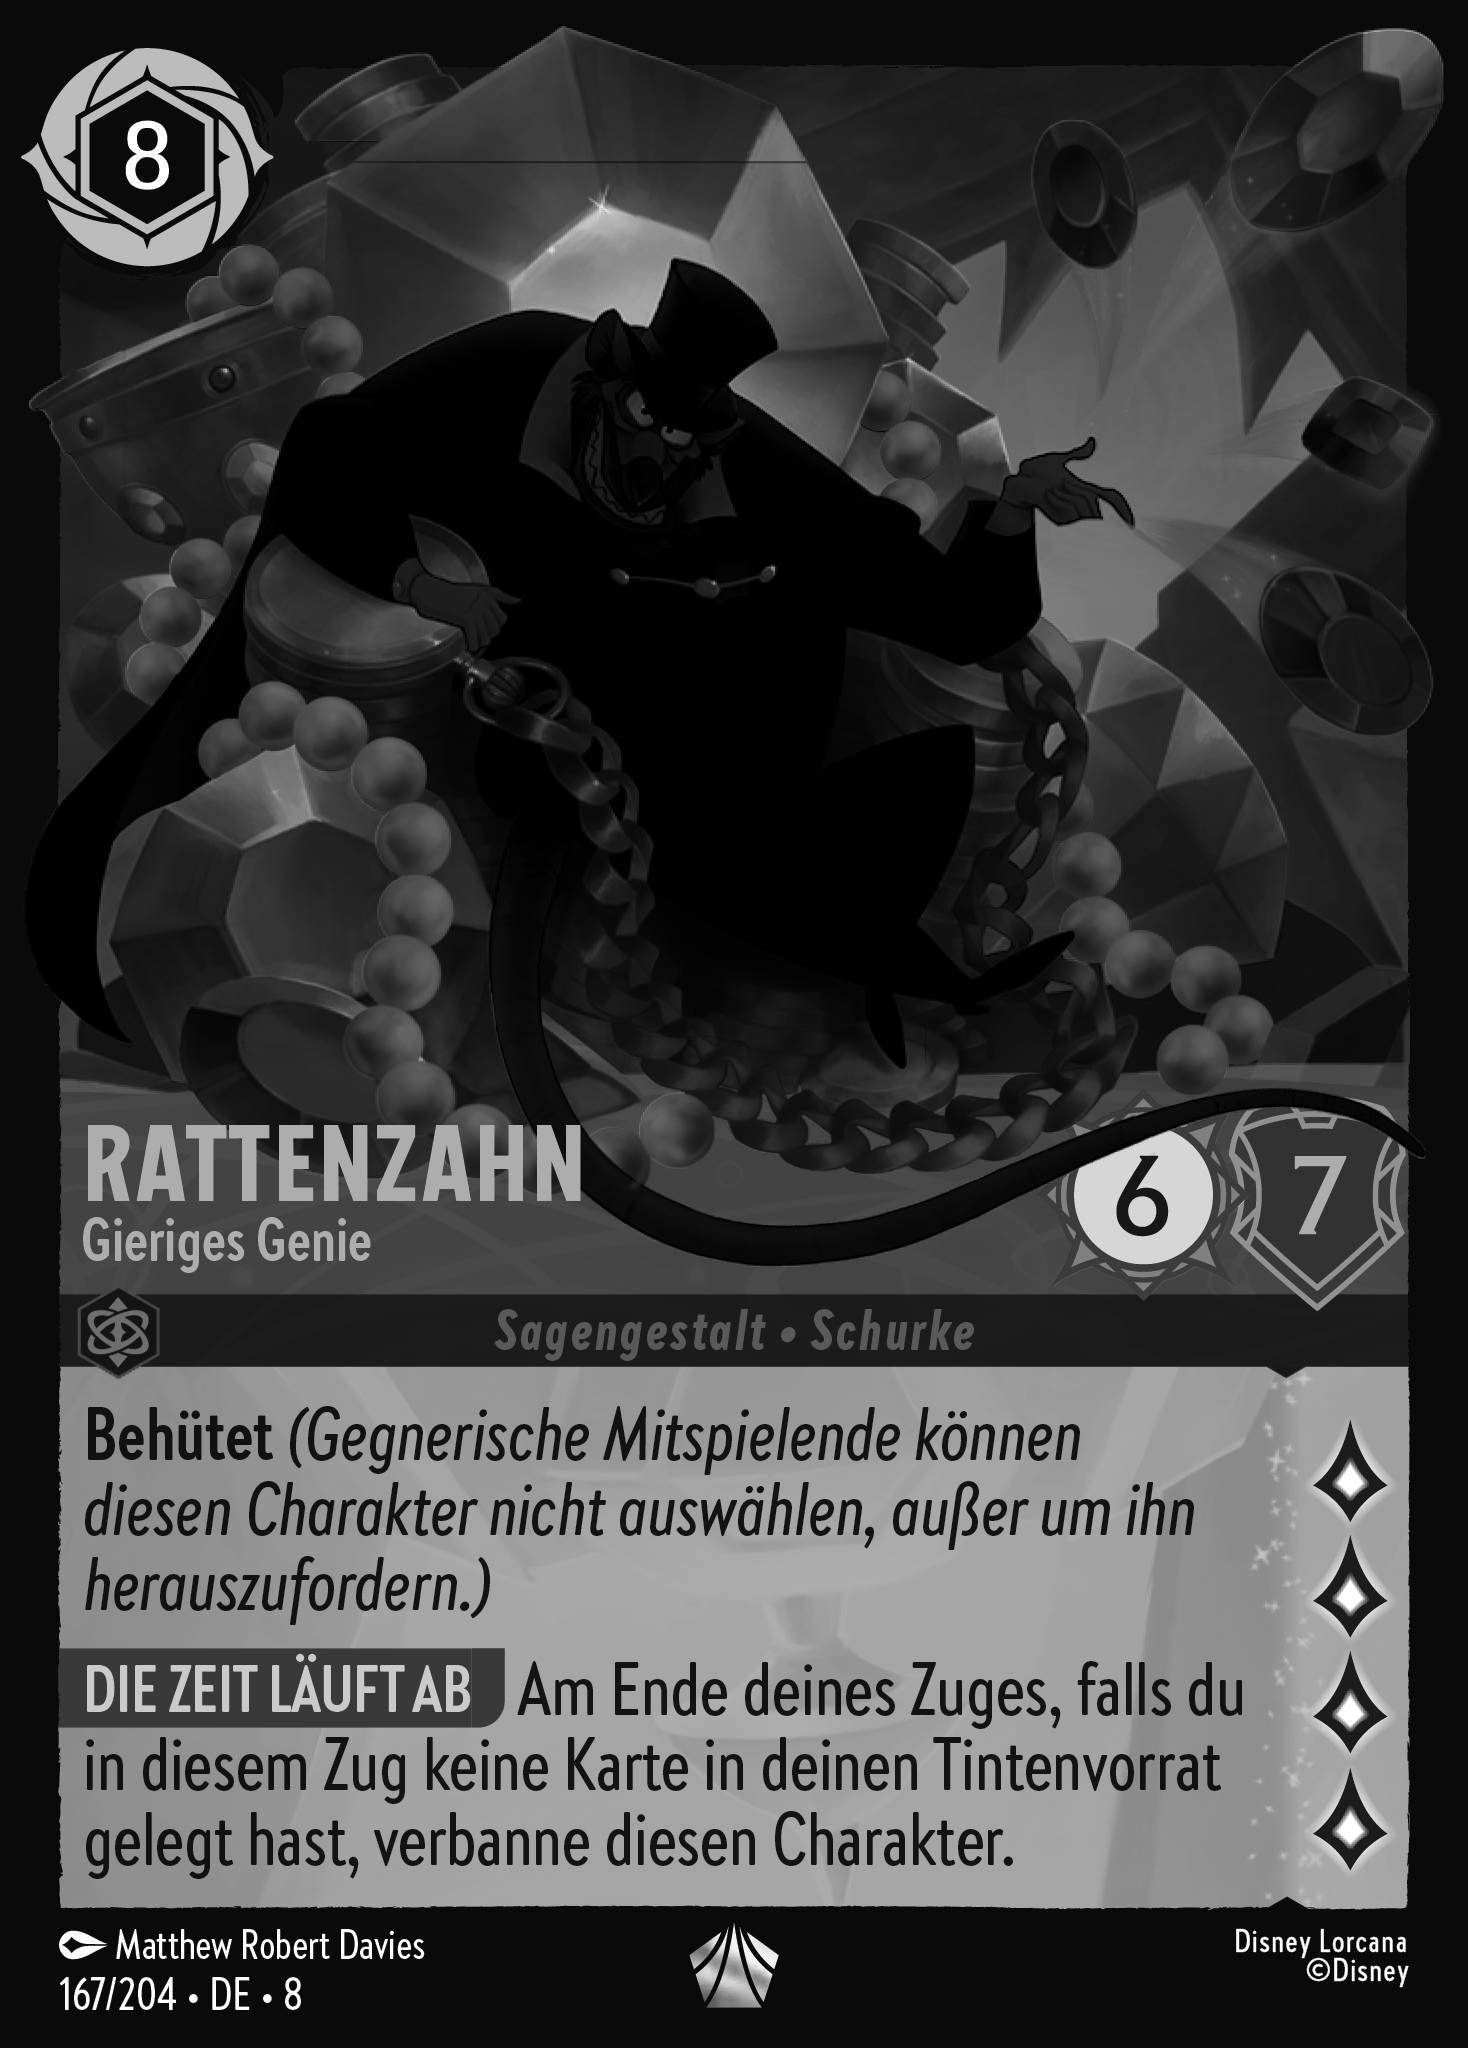 8
RATTENZAHN
Gieriges Genie
6
7
Sagengestalt • Schurke
Behütet (Gegnerische Mitspielende können
diesen Charakter nicht auswählen, außer um ihn
herauszufordern.)
DIE ZEIT LÄUFT AB Am Ende deines Zuges, falls du
in diesem Zug keine Karte in deinen Tintenvorrat
gelegt hast, verbanne diesen Charakter.
Matthew Robert Davies
167/204 • DE • 8
Disney Lorcana
©Disney